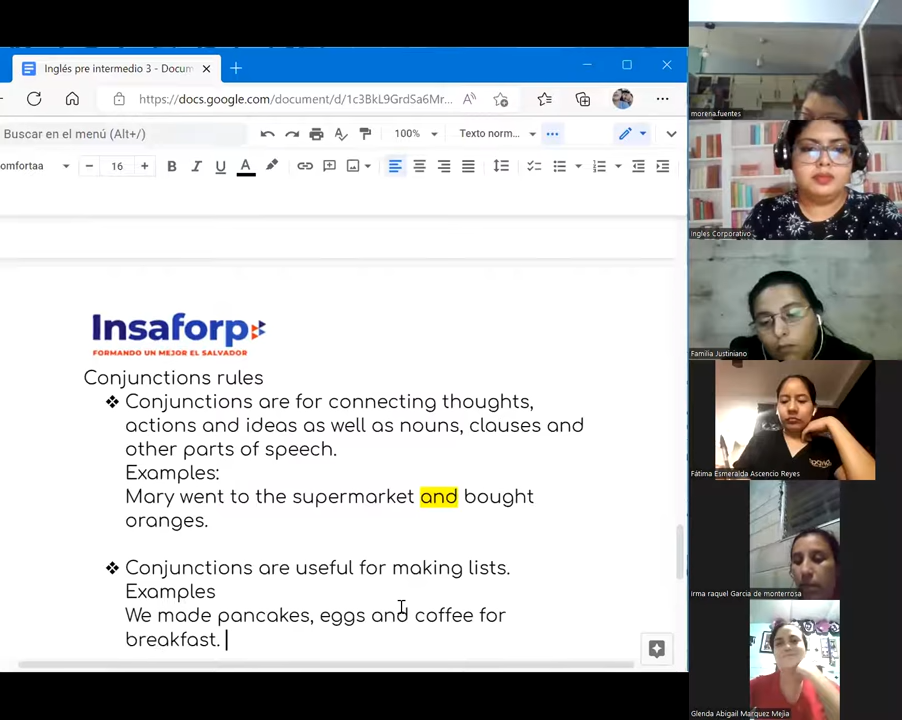 Inglés pre intermedio 3 - Docum
https://docs.google.com/document/d/1c3BkL9GrdSa6Mr...
Buscar en el menú (Alt+/)
100%
Texto norm...
omfortaa
16
B I U A
Insaforp
FORMANDO UN MEJOR EL SALVADOR
Conjunctions rules
❖ Conjunctions are for connecting thoughts,
actions and ideas as well as nouns, clauses and
other parts of speech.
Examples:
Mary went to the supermarket and bought
oranges.
❖ Conjunctions are useful for making lists.
Examples
We made pancakes, eggs and coffee for
breakfast.
morena.fuentes
Ingles Corporativo
Familia Justiniano
Fátima Esmeralda Ascencio Reyes
irma raquel Garcia de monterrosa
Glenda Abigail Marquez Mejia